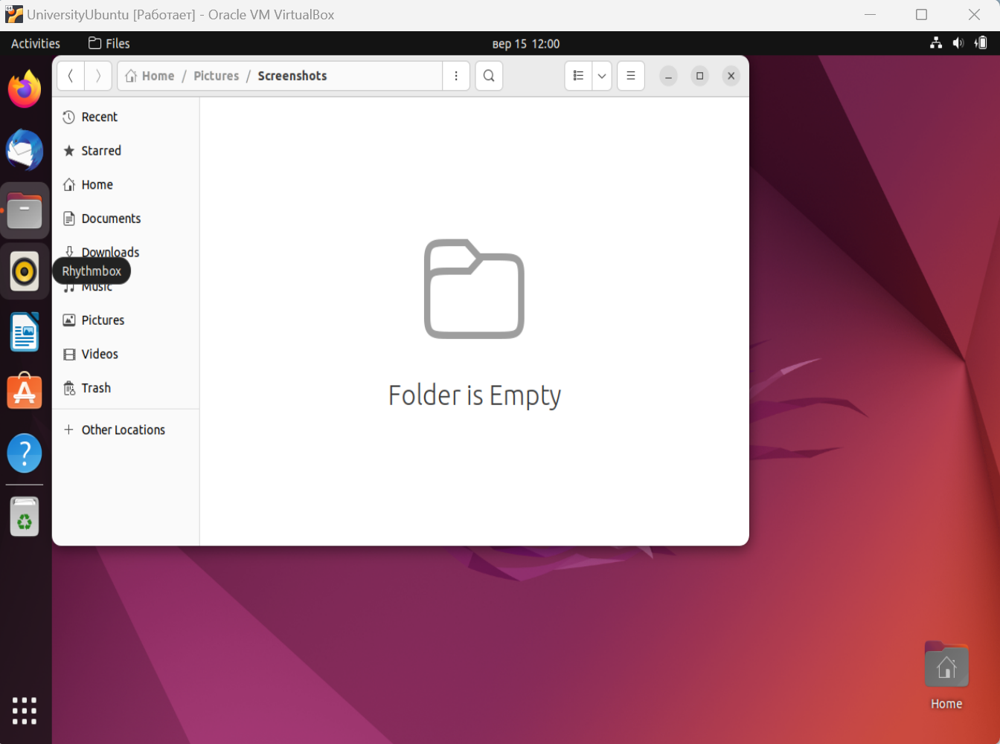 UniversityUbuntu [Работает] - Oracle VM VirtualBox
Activities
Files
вер 15 12:00
Home / Pictures / Screenshots
Recent
Starred
Home
Documents
Downloads
Rhythmbox
Music
Pictures
Videos
Trash
Other Locations
Folder is Empty
Home